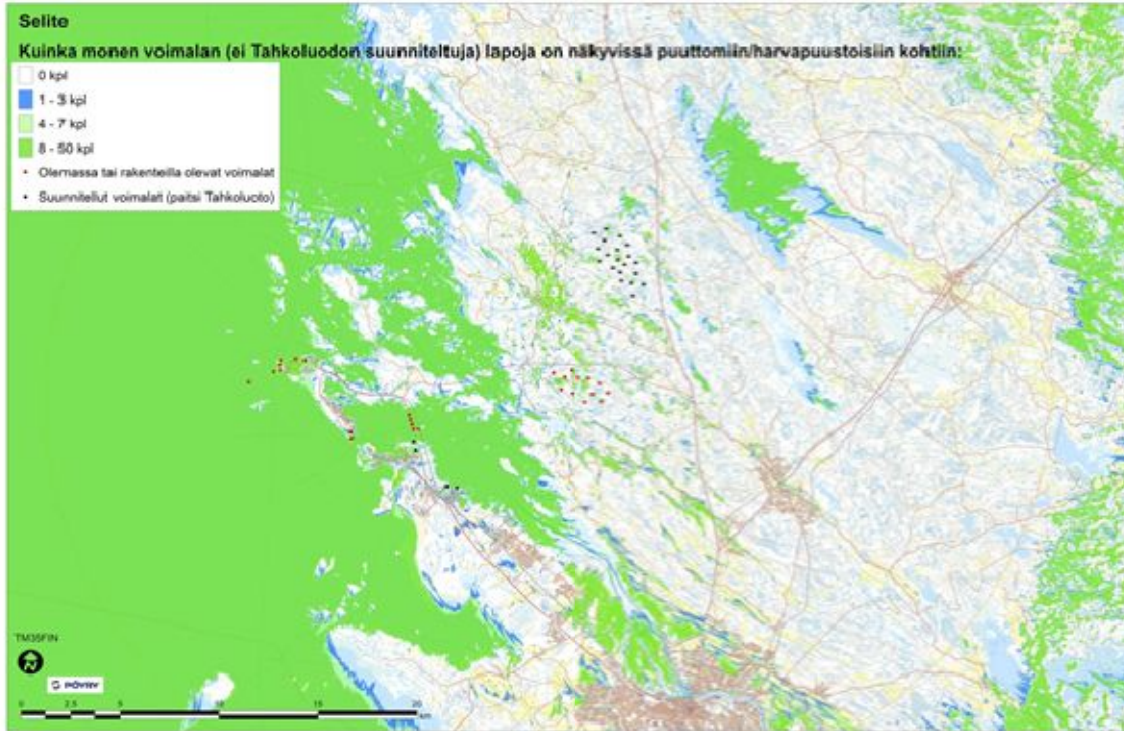 Selite
Kuinka monen voimalan (ei Tahkoluodon suunniteltuja) lapoja on näkyvissä puuttomiin/harvapuustoisiin kohtiin:
0 kpl
1 - 3 kpl
4 - 7 kpl
8 - 50 kpl
Olemassa tai rakenteilla olevat voimalat
Suunnitellut voimalat (paitsi Tahkoluoto)
TM35FIN
PÖYRY
0 2,5 5 10 15 20
km